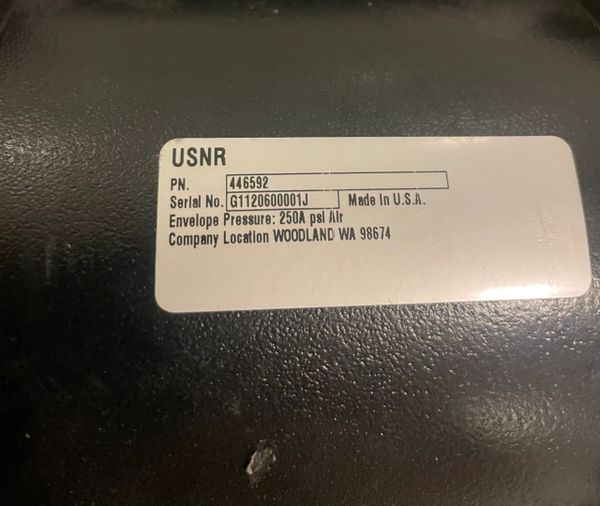 USNR
PN. 446592
Serial No. G1120600001J Made In U.S.A.
Envelope Pressure: 250A psi Air
Company Location WOODLAND WA 98674